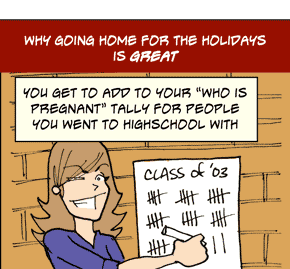 WHY GOING HOME FOR THE HOLIDAYS
IS GREAT
YOU GET TO ADD TO YOUR "WHO IS
PREGNANT" TALLY FOR PEOPLE
YOU WENT TO HIGHSCHOOL WITH
CLASS of '03